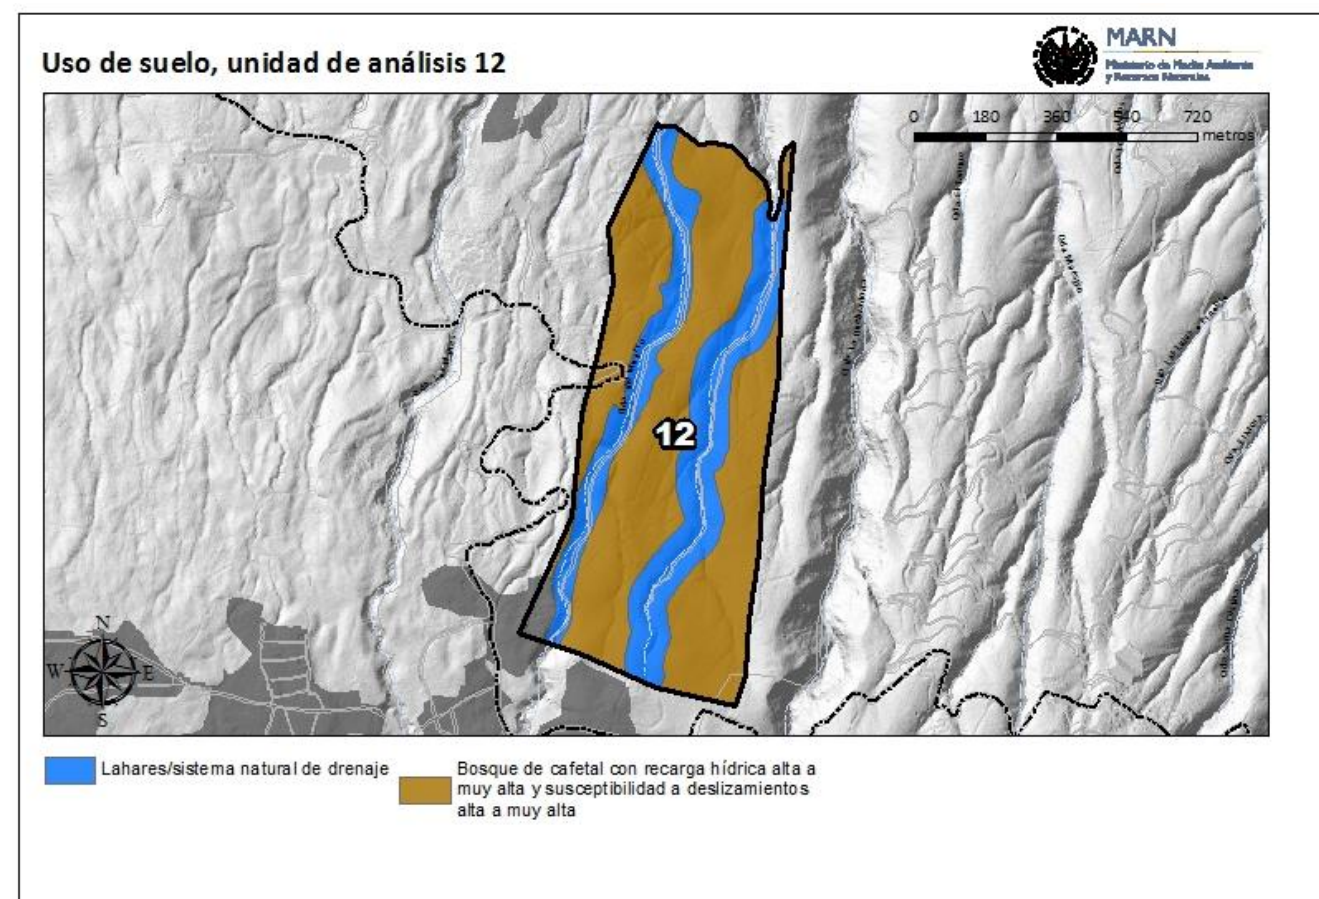 Uso de suelo, unidad de análisis 12
MARN
Ministerio de Medio Ambiente
y Recursos Naturales
0 180 360 540 720
metros
12
N
W E
S
Lahares/sistema natural de drenaje
Bosque de cafetal con recarga hídrica alta a
muy alta y susceptibilidad a deslizamientos
alta a muy alta